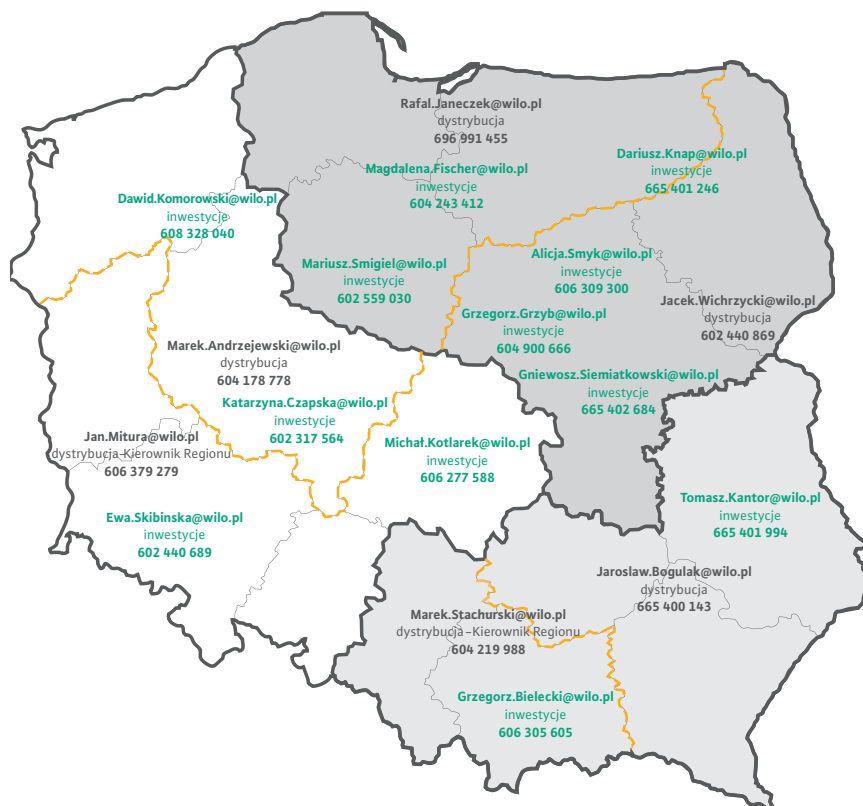 Rafal.Janeczek@wilo.pl
dystrybucja
696 991 455
Magdalena.Fischer@wilo.pl
inwestycje
604 243 412
Dariusz.Knap@wilo.pl
inwestycje
665 401 246
Dawid.Komorowski@wilo.pl
inwestycje
608 328 040
Mariusz.Smigiel@wilo.pl
inwestycje
602 559 030
Alicja.Smyk@wilo.pl
inwestycje
606 309 300
Jacek.Wichrzycki@wilo.pl
dystrybucja
602 440 869
Grzegorz.Grzyb@wilo.pl
inwestycje
604 900 666
Marek.Andrzejewski@wilo.pl
dystrybucja
604 178 778
Gniewosz.Siemiatkowski@wilo.pl
inwestycje
665 402 684
Katarzyna.Czapska@wilo.pl
inwestycje
602 317 564
Jan.Mitura@wilo.pl
dystrybucja-Kierownik Regionu
606 379 279
Michał.Kotlarek@wilo.pl
inwestycje
606 277 588
Ewa.Skibinska@wilo.pl
inwestycje
602 440 689
Tomasz.Kantor@wilo.pl
inwestycje
665 401 994
Jaroslaw.Bogulak@wilo.pl
dystrybucja
665 400 143
Marek.Stachurski@wilo.pl
dystrybucja –Kierownik Regionu
604 219 988
Grzegorz.Bielecki@wilo.pl
inwestycje
606 305 605